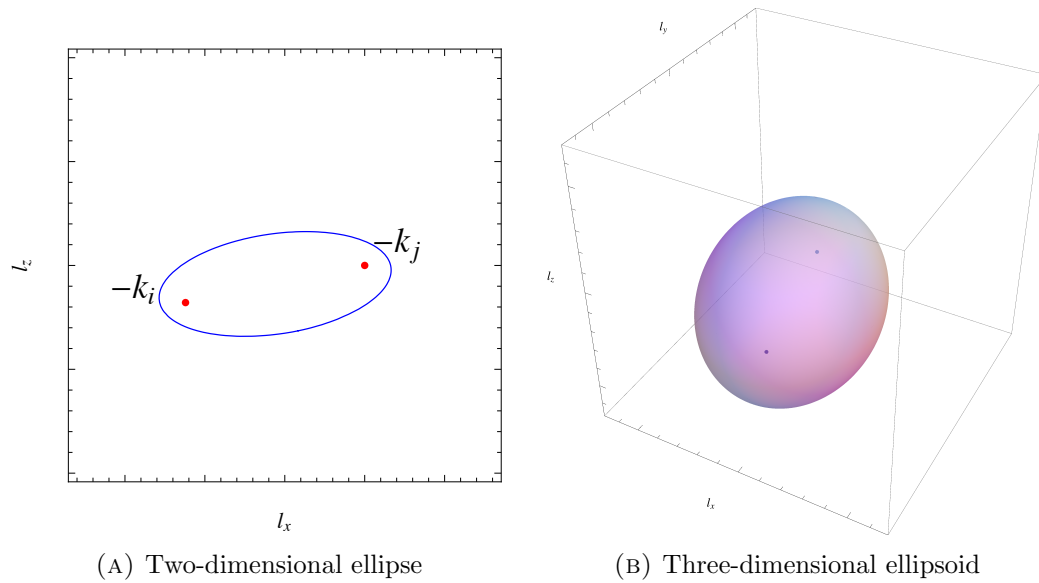 l_y
−k_j
l_z
−k_i
l_z
l_x
l_x
(A) Two-dimensional ellipse
(B) Three-dimensional ellipsoid